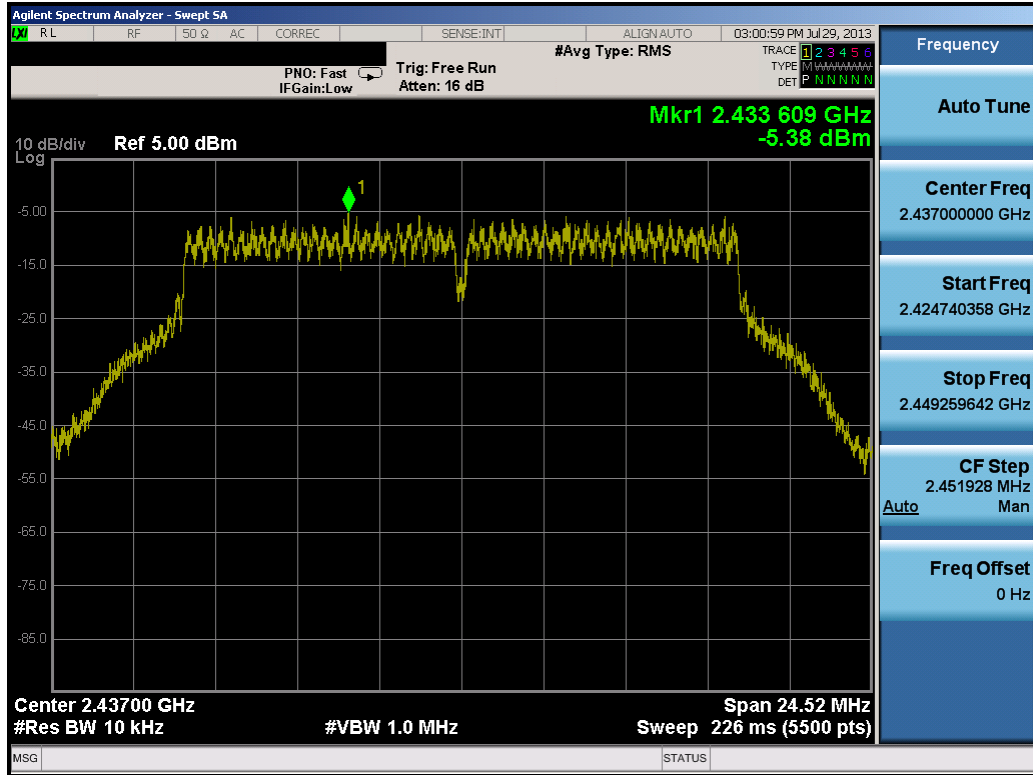 Agilent Spectrum Analyzer - Swept SA
LXI RL RF 50 Ω AC CORREC SENSE:INT ALIGN AUTO 03:00:59 PM Jul 29, 2013
#Avg Type: RMS
TRACE 1 2 3 4 5 6
PNO: Fast Trig: Free Run
TYPE M WWWWW
IFGain:Low Atten: 16 dB
DET P N N N N N
Mkr1 2.433 609 GHz
-5.38 dBm
10 dB/div Ref 5.00 dBm
Log
1
-5.00
-15.0
-25.0
-35.0
-45.0
-55.0
-65.0
-75.0
-85.0
Center 2.43700 GHz Span 24.52 MHz
#Res BW 10 kHz #VBW 1.0 MHz Sweep 226 ms (5500 pts)
MSG STATUS
Frequency
Auto Tune
Center Freq
2.437000000 GHz
Start Freq
2.424740358 GHz
Stop Freq
2.449259642 GHz
CF Step
2.451928 MHz
Auto Man
Freq Offset
0 Hz